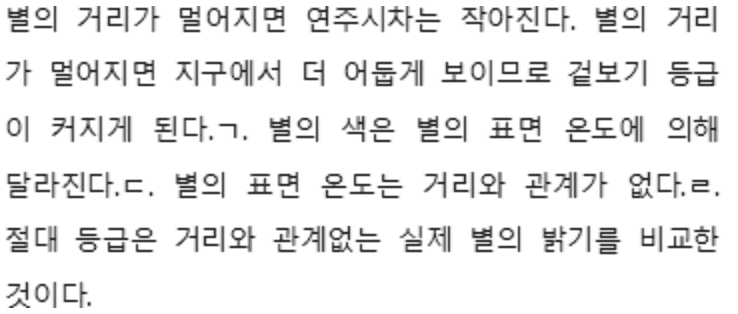 별의 거리가 멀어지면 연주시차는 작아진다. 별의 거리
가 멀어지면 지구에서 더 어둡게 보이므로 겉보기 등급
이 커지게 된다.ㄱ. 별의 색은 별의 표면 온도에 의해
달라진다.ㄷ. 별의 표면 온도는 거리와 관계가 없다.ㄹ.
절대 등급은 거리와 관계없는 실제 별의 밝기를 비교한
것이다.